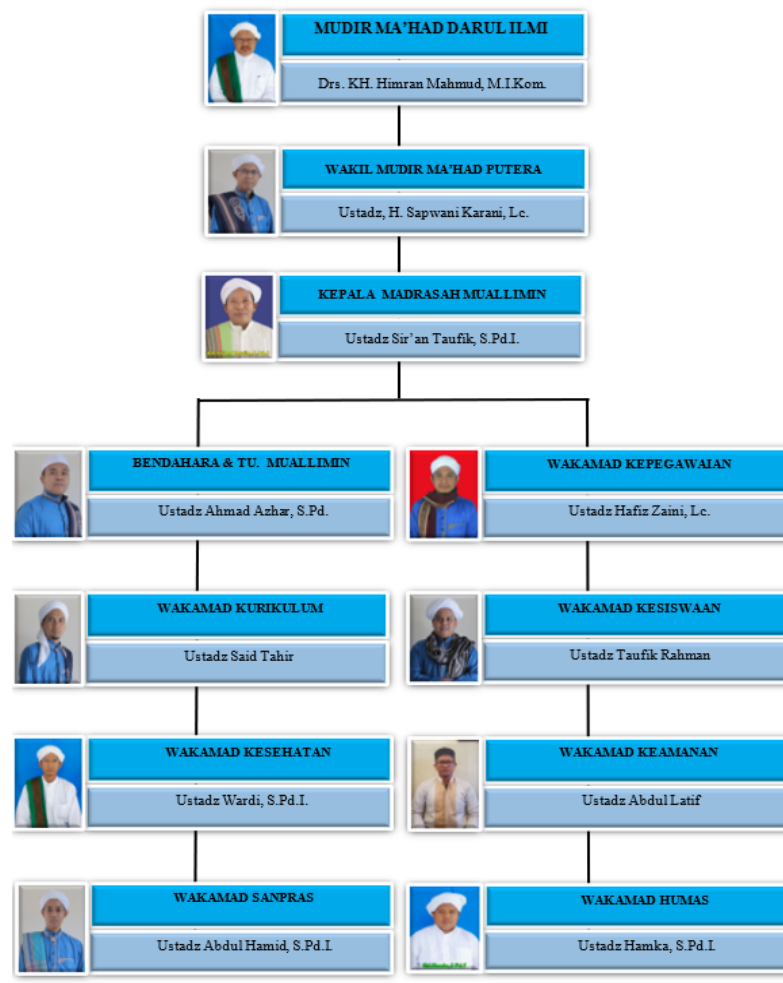 MUDIR MA’HAD DARUL ILMI
Drs. KH. Himran Mahmud, M.I.Kom.
WAKIL MUDIR MA’HAD PUTERA
Ustadz, H. Sapwani Karani, Lc.
KEPALA MADRASAH MUALLIMIN
Ustadz Sir’an Taufik, S.Pd.I.
BENDAHARA & TU. MUALLIMIN
Ustadz Ahmad Azhar, S.Pd.
WAKAMAD KEPEGAWAIAN
Ustadz Hafiz Zaini, Lc.
WAKAMAD KURIKULUM
Ustadz Said Tahir
WAKAMAD KESISWAAN
Ustadz Taufik Rahman
WAKAMAD KESEHATAN
Ustadz Wardi, S.Pd.I.
WAKAMAD KEAMANAN
Ustadz Abdul Latif
WAKAMAD SANPRAS
Ustadz Abdul Hamid, S.Pd.I.
WAKAMAD HUMAS
Ustadz Hamka, S.Pd.I.